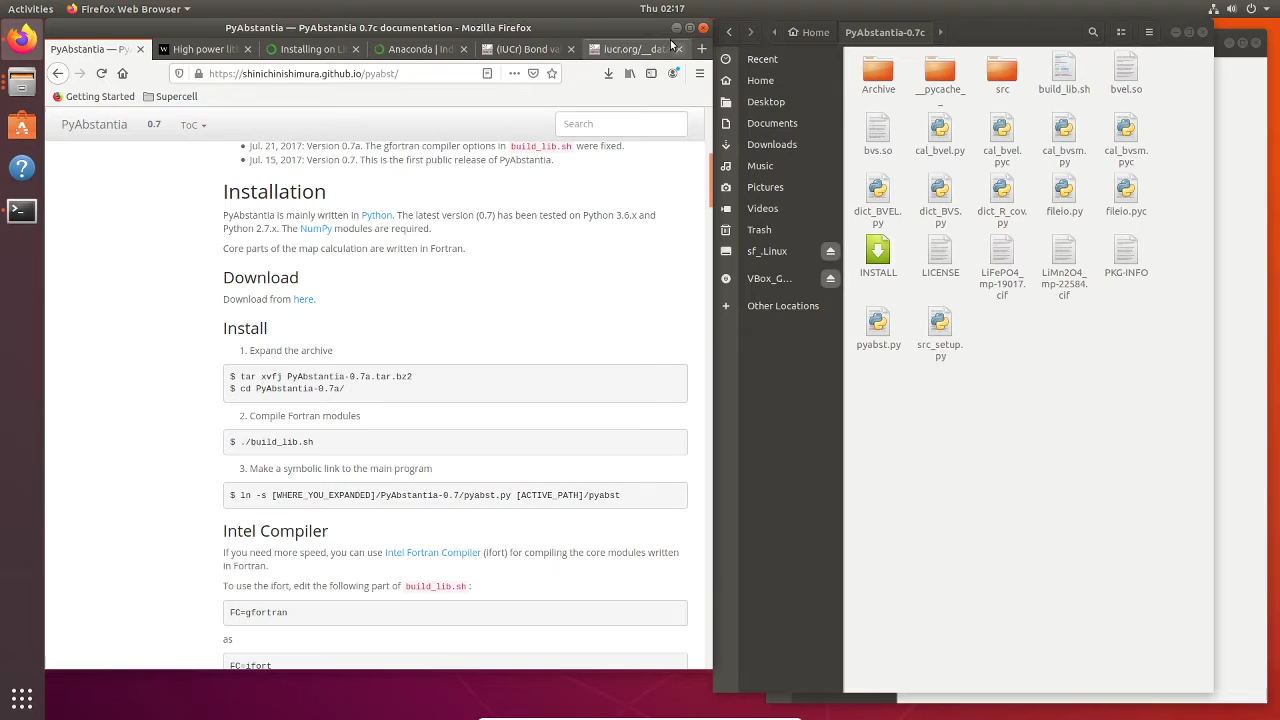 Activities
Firefox Web Browser
Thu 02:17
PyAbstantia — PyAbstantia 0.7c documentation - Mozilla Firefox
PyAbstantia — PyA
High power lit
Installing on Li
Anaconda | Ind
(IUCr) Bond va
iucr.org/__data
https://shinichinishimura.github.io/pyabst/
Getting Started
Supercell
PyAbstantia
0.7
ToC
Search
Jul. 21, 2017: Version 0.7a. The gfortran compiler options in build_lib.sh were fixed.
Jul. 15, 2017: Version 0.7. This is the first public release of PyAbstantia.
Installation
PyAbstantia is mainly written in Python. The latest version (0.7) has been tested on Python 3.6.x and
Python 2.7.x. The NumPy modules are required.
Core parts of the map calculator are written in Fortran.
Download
Download from here.
Install
1. Expand the archive
$ tar xvfj PyAbstantia-0.7a.tar.bz2
$ cd PyAbstantia-0.7a/
2. Compile Fortran modules
$ ./build_lib.sh
3. Make a symbolic link to the main program
$ ln -s [WHERE_YOU_EXPANDED]/PyAbstantia-0.7/pyabst.py [ACTIVE_PATH]/pyabst
Intel Compiler
If you need more speed, you can use Intel Fortran Compiler (ifort) for compiling the core modules written
in Fortran.
To use the ifort, edit the following part of build_lib.sh:
FC=gfortran
as
FC=ifort
Home
PyAbstantia-0.7c
Recent
Home
Desktop
Documents
Downloads
Music
Pictures
Videos
Trash
sf_.Linux
VBox_G...
Other Locations
Archive
__pycache_
_
src
build_lib.sh
bvel.so
bvs.so
cal_bvel.py
cal_bvel.
pyc
cal_bvsm.
py
cal_bvsm.
pyc
dict_BVEL.
py
dict_BVS.
py
dict_R_cov.
py
fileio.py
fileio.pyc
INSTALL
LICENSE
LiFePO4_
mp-19017.
cif
LiMn2O4_
mp-22584.
cif
PKG-INFO
pyabst.py
src_setup.
py